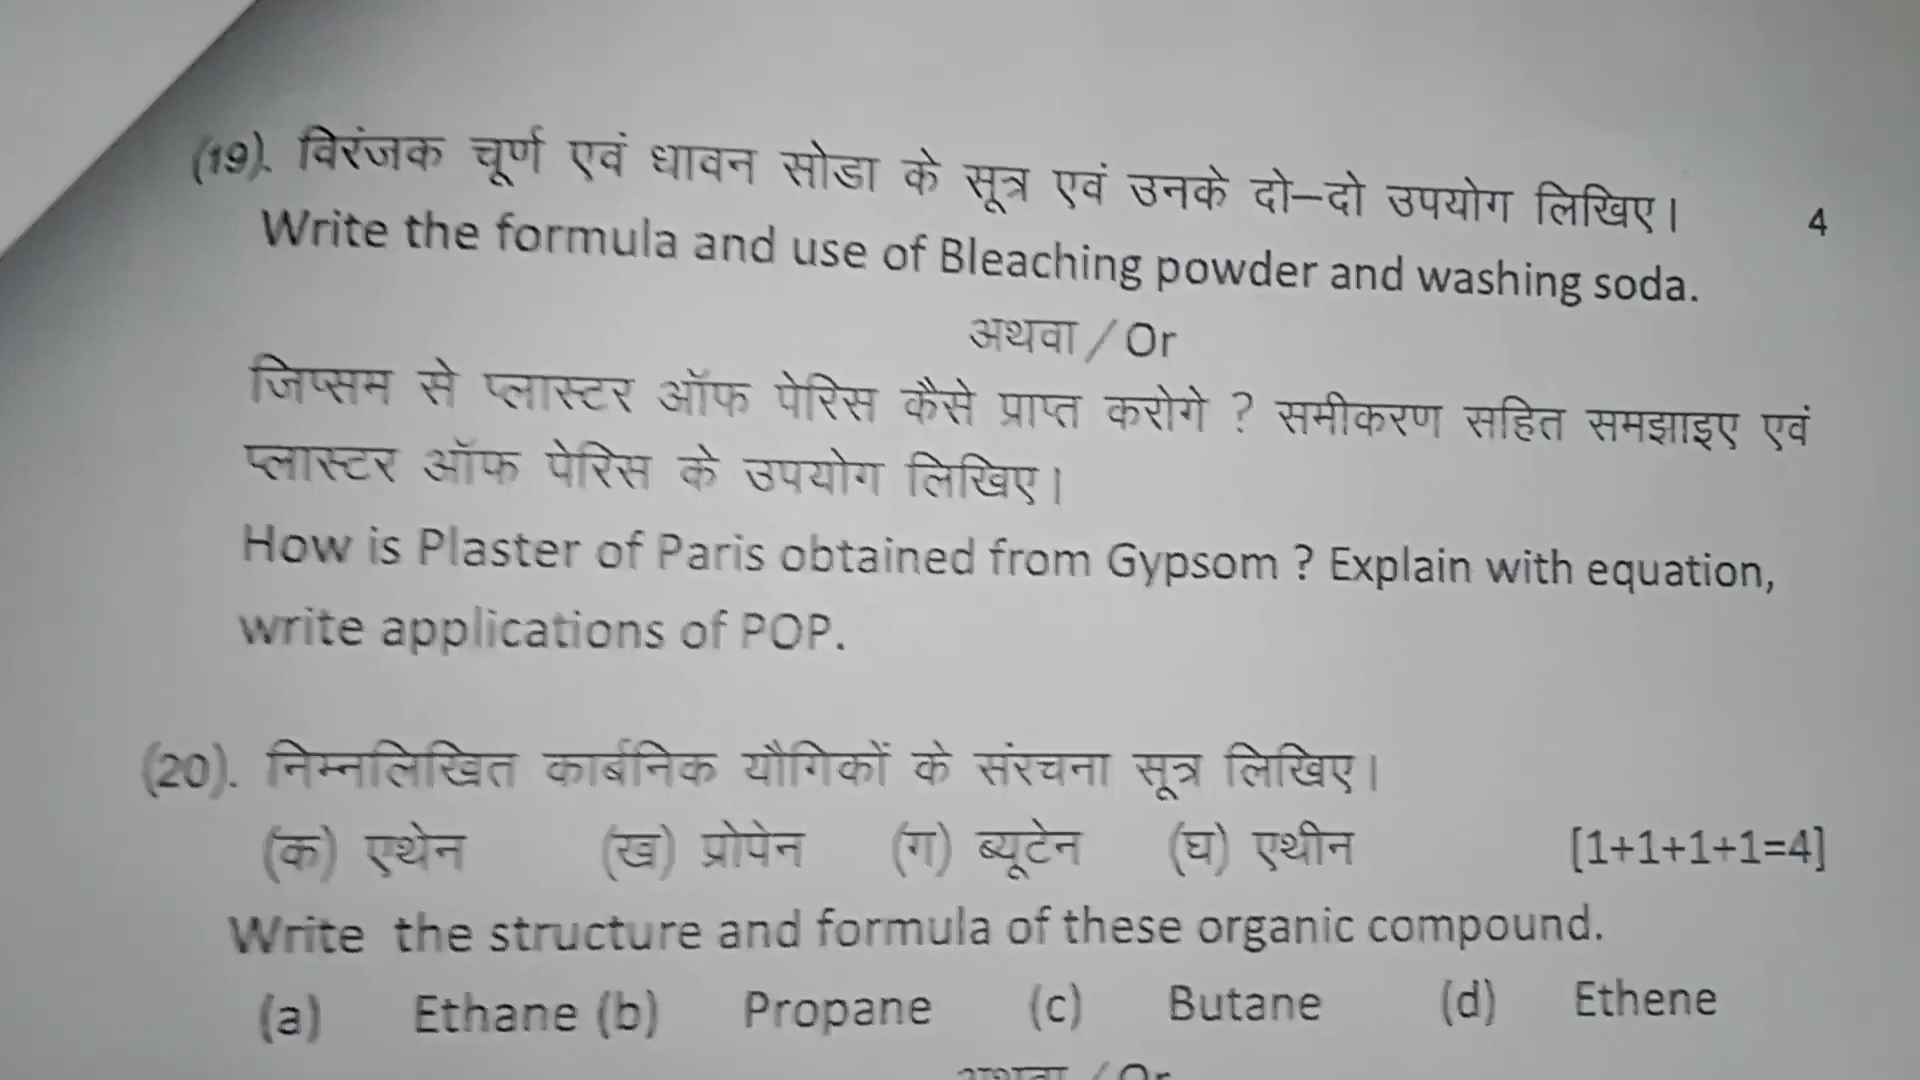 (19). विरंजक चूर्ण एवं धावन सोडा के सूत्र एवं उनके दो–दो उपयोग लिखिए। 4
Write the formula and use of Bleaching powder and washing soda.
अथवा / Or
जिप्सम से प्लास्टर ऑफ पेरिस कैसे प्राप्त करोगे ? समीकरण सहित समझाइए एवं
प्लास्टर ऑफ पेरिस के उपयोग लिखिए।
How is Plaster of Paris obtained from Gypsom ? Explain with equation,
write applications of POP.
(20). निम्नलिखित कार्बनिक यौगिकों के संरचना सूत्र लिखिए।
(क) एथेन (ख) प्रोपेन (ग) ब्यूटेन (घ) एथीन [1+1+1+1=4]
Write the structure and formula of these organic compound.
(a) Ethane (b) Propane (c) Butane (d) Ethene
अथवा / Or